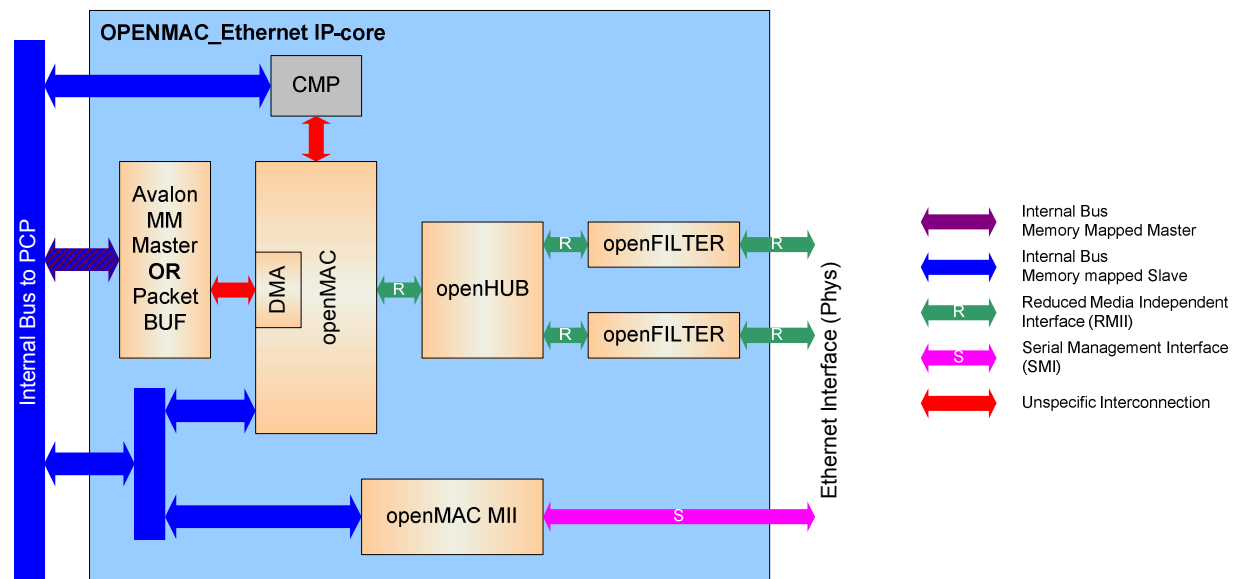 OPENMAC_Ethernet IP-core
CMP
Internal Bus to PCP
Avalon
MM
Master
OR
Packet
BUF
DMA
openMAC
R
openHUB
R
openFILTER
R
R
openFILTER
R
openMAC MII
S
Ethernet Interface (Phys)
Internal Bus
Memory Mapped Master
Internal Bus
Memory mapped Slave
R
Reduced Media Independent
Interface (RMII)
S
Serial Management Interface
(SMI)
Unspecific Interconnection